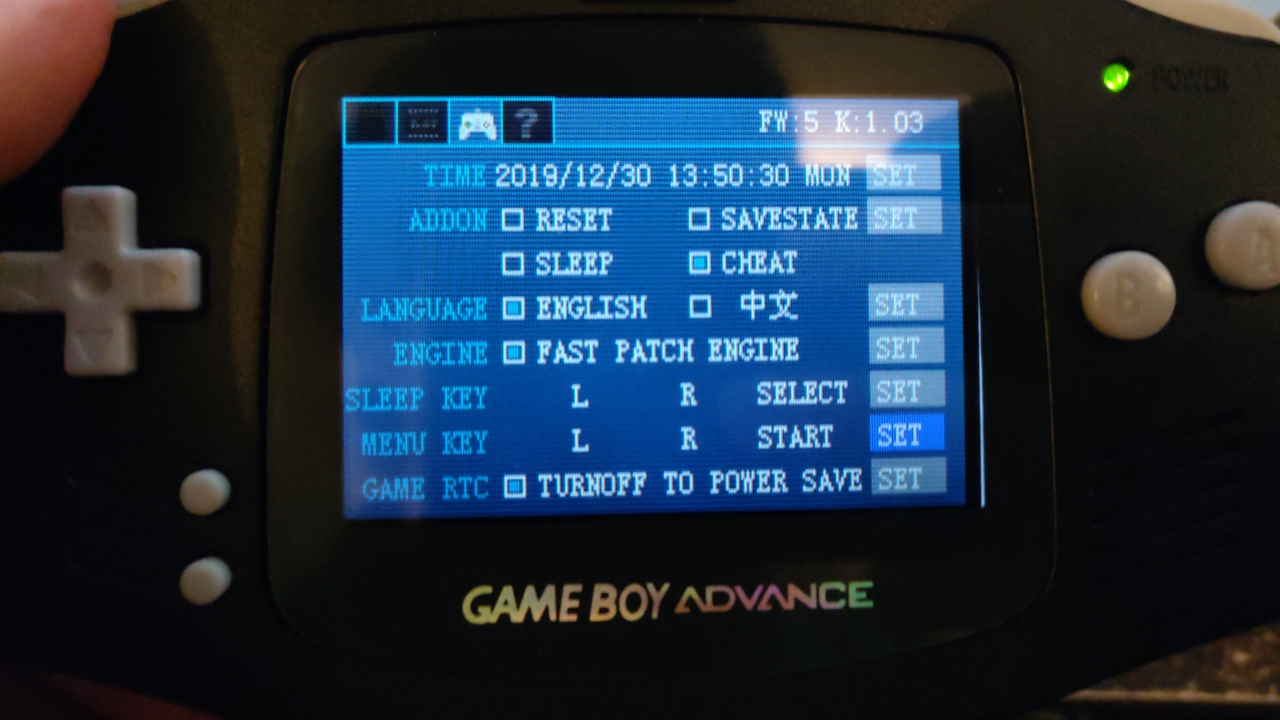 FW:5 K:1.03
POWER
TIME 2019/12/30 13:50:30 MON SET
ADDON RESET SAVESTATE SET
SLEEP CHEAT
LANGUAGE ENGLISH 中文 SET
ENGINE FAST PATCH ENGINE SET
SLEEP KEY L R SELECT SET
MENU KEY L R START SET
GAME RTC TURNOFF TO POWER SAVE SET
?
B
A
GAME BOY ADVANCE